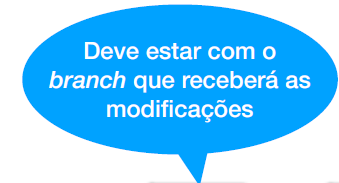 Deve estar com o
branch que receberá as
modificações